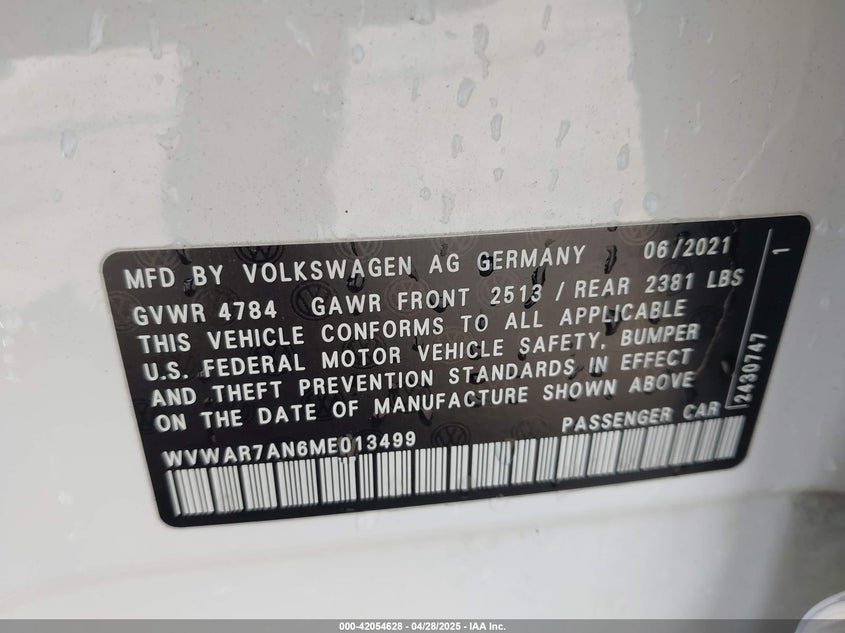 MFD BY VOLKSWAGEN AG GERMANY 06/2021
GVWR 4784 GAWR FRONT 2513 / REAR 2381 LBS
THIS VEHICLE CONFORMS TO ALL APPLICABLE
U.S. FEDERAL MOTOR VEHICLE SAFETY, BUMPER
AND THEFT PREVENTION STANDARDS IN EFFECT
ON THE DATE OF MANUFACTURE SHOWN ABOVE
WVWAR7AN6ME013499 PASSENGER CAR
2430747 1
000-42054628 - 04/28/2025 - IAA Inc.